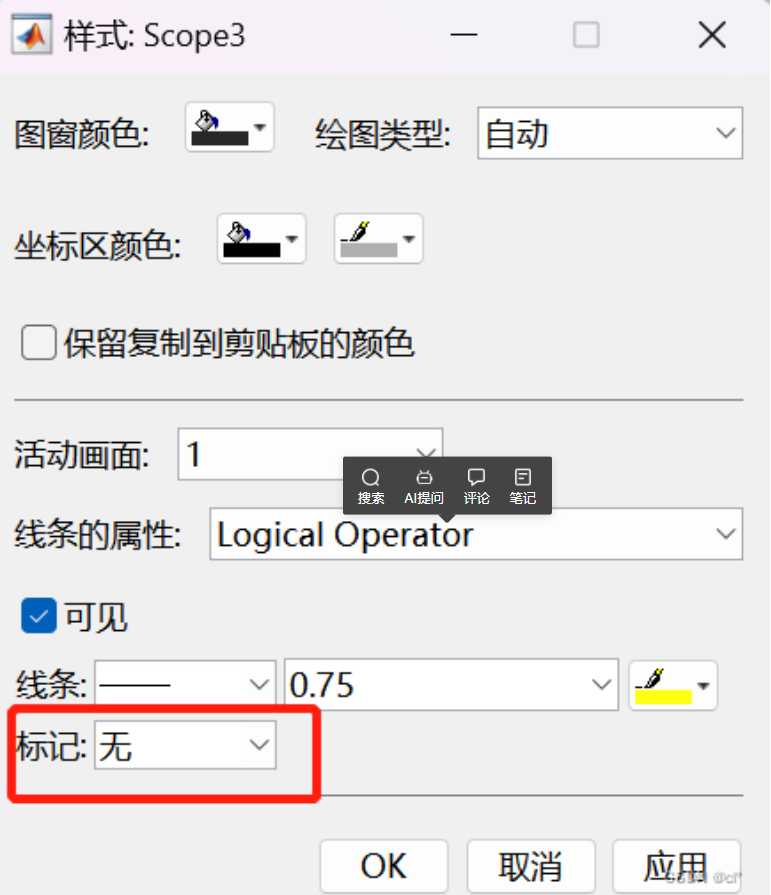 样式: Scope3
图窗颜色:
绘图类型: 自动
坐标区颜色:
保留复制到剪贴板的颜色
活动画面: 1
搜索 AI提问 评论 笔记
线条的属性: Logical Operator
可见
线条: 0.75
标记: 无
OK 取消 应用